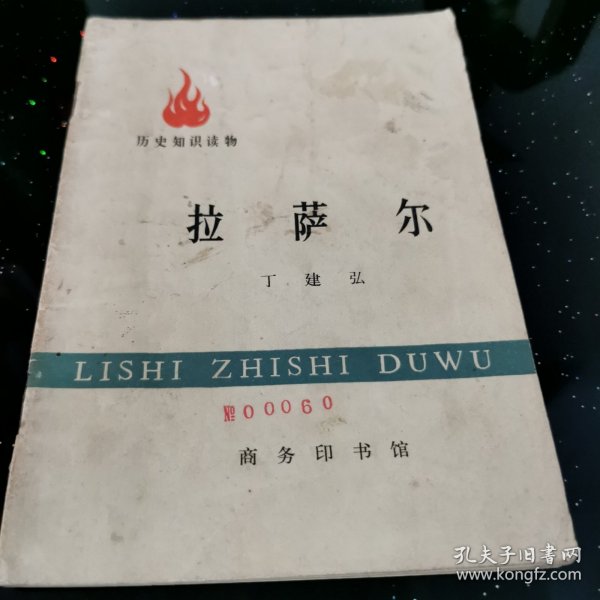 历史知识读物
拉萨尔
丁建弘
LISHI ZHISHI DUWU
№00060
商务印书馆
孔夫子旧书网
www.kongfz.com